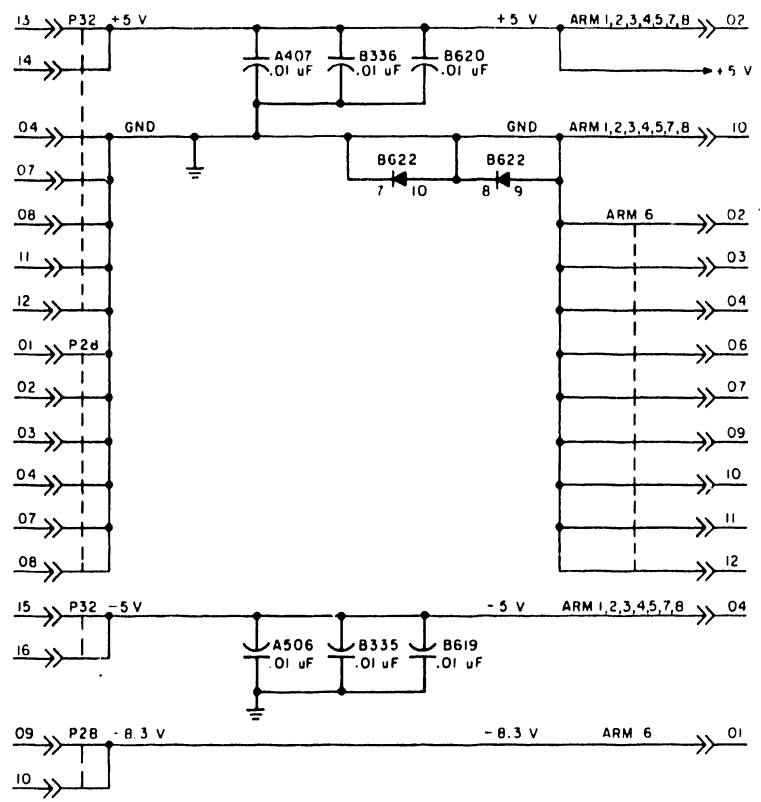 13 P32 +5 V +5 V ARM 1,2,3,4,5,7,8 02
14 A407 .01 uF B336 .01 uF B620 .01 uF +5 V
04 GND GND ARM 1,2,3,4,5,7,8 10
07 B622 7 10 B622 8 9
08 ARM 6 02
11 03
12 04
01 P28 06
02 07
03 09
04 10
07 11
08 12
15 P32 -5 V -5 V ARM 1,2,3,4,5,7,8 04
16 A506 .01 uF B335 .01 uF B619 .01 uF
09 P28 -8.3 V -8.3 V ARM 6 01
10